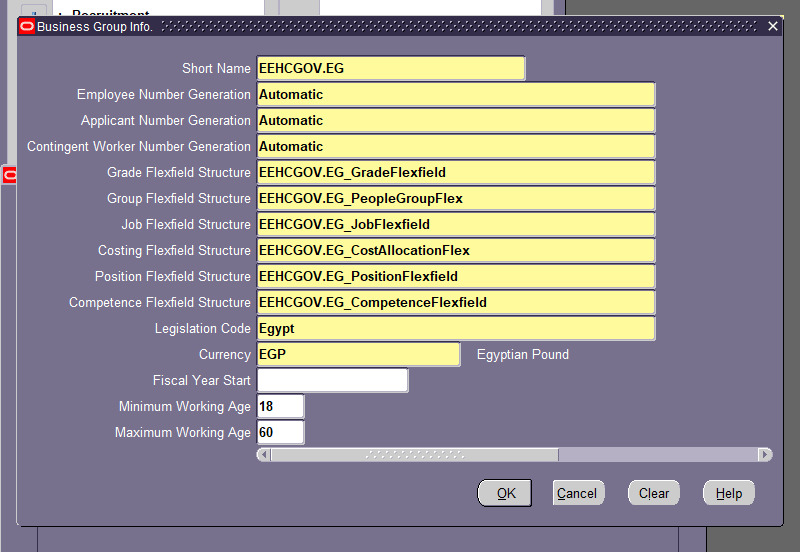 Recruitment
Business Group Info.
Short Name EEHCGOV.EG
Employee Number Generation Automatic
Applicant Number Generation Automatic
Contingent Worker Number Generation Automatic
Grade Flexfield Structure EEHCGOV.EG_GradeFlexfield
Group Flexfield Structure EEHCGOV.EG_PeopleGroupFlex
Job Flexfield Structure EEHCGOV.EG_JobFlexfield
Costing Flexfield Structure EEHCGOV.EG_CostAllocationFlex
Position Flexfield Structure EEHCGOV.EG_PositionFlexfield
Competence Flexfield Structure EEHCGOV.EG_CompetenceFlexfield
Legislation Code Egypt
Currency EGP Egyptian Pound
Fiscal Year Start
Minimum Working Age 18
Maximum Working Age 60
OK Cancel Clear Help